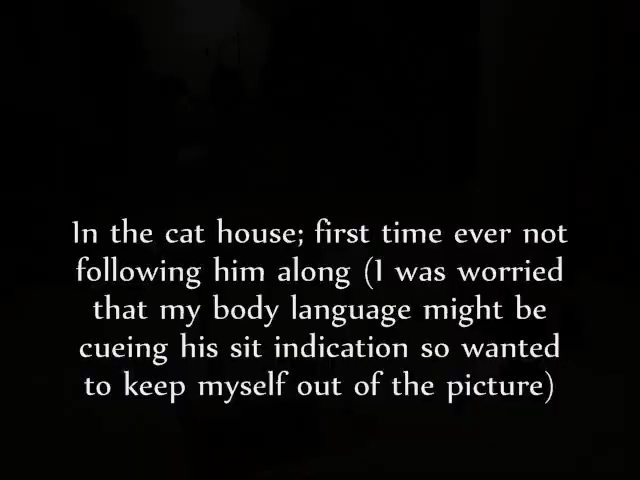 In the cat house; first time ever not
following him along (I was worried
that my body language might be
cueing his sit indication so wanted
to keep myself out of the picture)